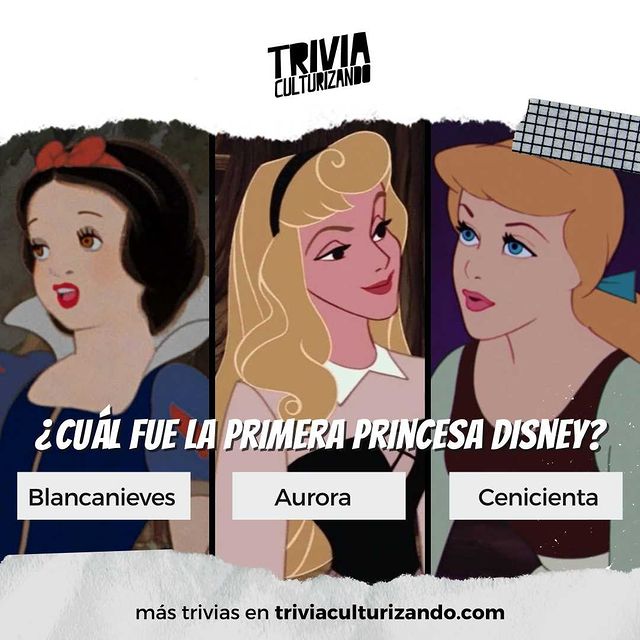 TRIVIA
CULTURIZANDO
¿CUÁL FUE LA PRIMERA PRINCESA DISNEY?
Blancanieves
Aurora
Cenicienta
más trivias en triviaculturizando.com